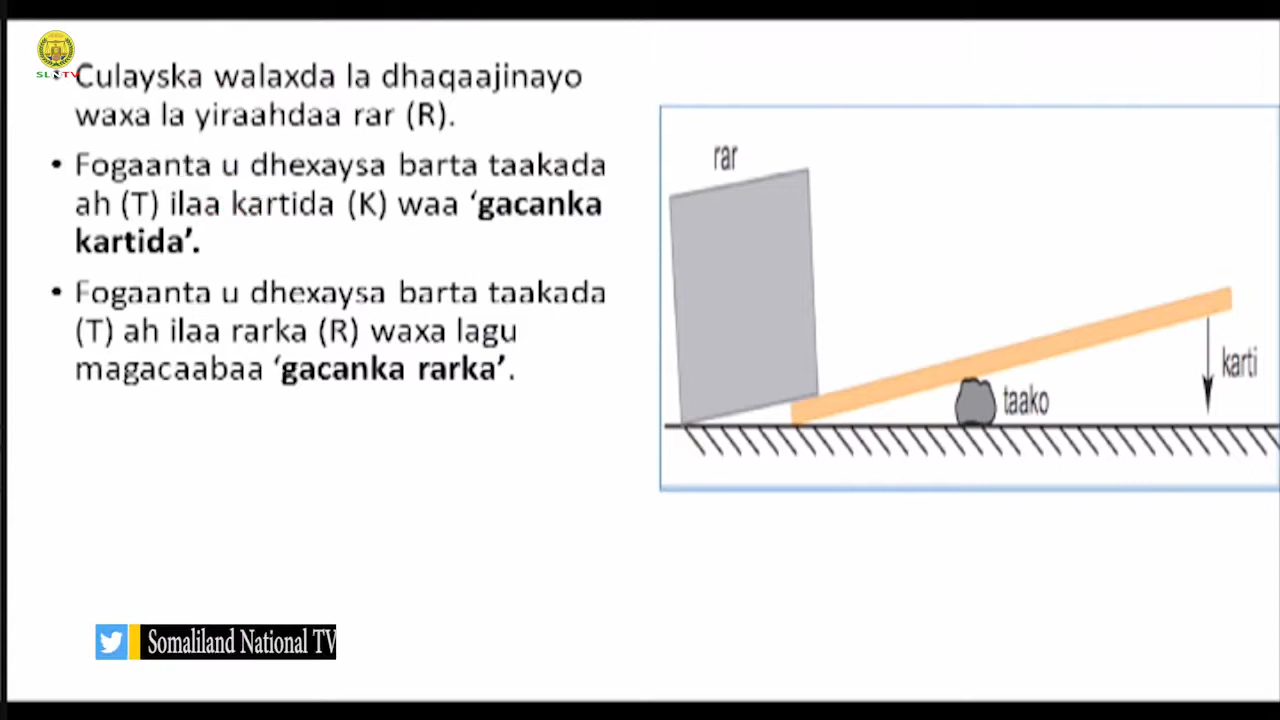 SLNTV
Culayska walaxda la dhaqaajinayo
waxa la yiraahdaa rar (R).
• Fogaanta u dhexaysa barta taakada
ah (T) ilaa kartida (K) waa ‘gacanka
kartida’.
• Fogaanta u dhexaysa barta taakada
(T) ah ilaa rarka (R) waxa lagu
magacaabaa ‘gacanka rarka’.
rar
karti
taako
Somaliland National TV